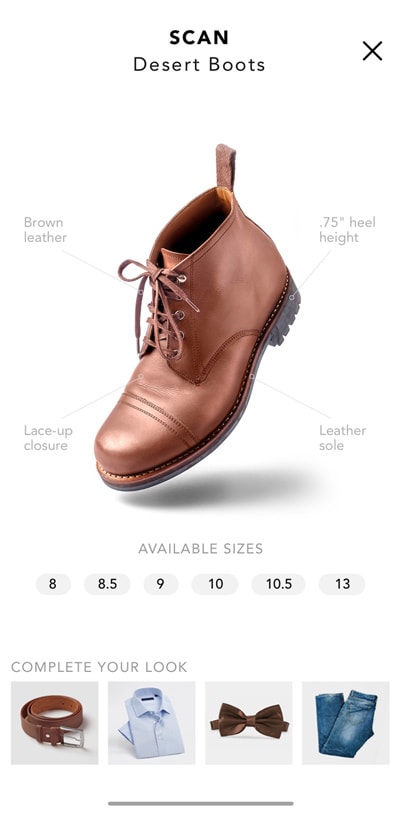 SCAN
Desert Boots
Brown
leather
.75" heel
height
Lace-up
closure
Leather
sole
AVAILABLE SIZES
8 8.5 9 10 10.5 13
COMPLETE YOUR LOOK